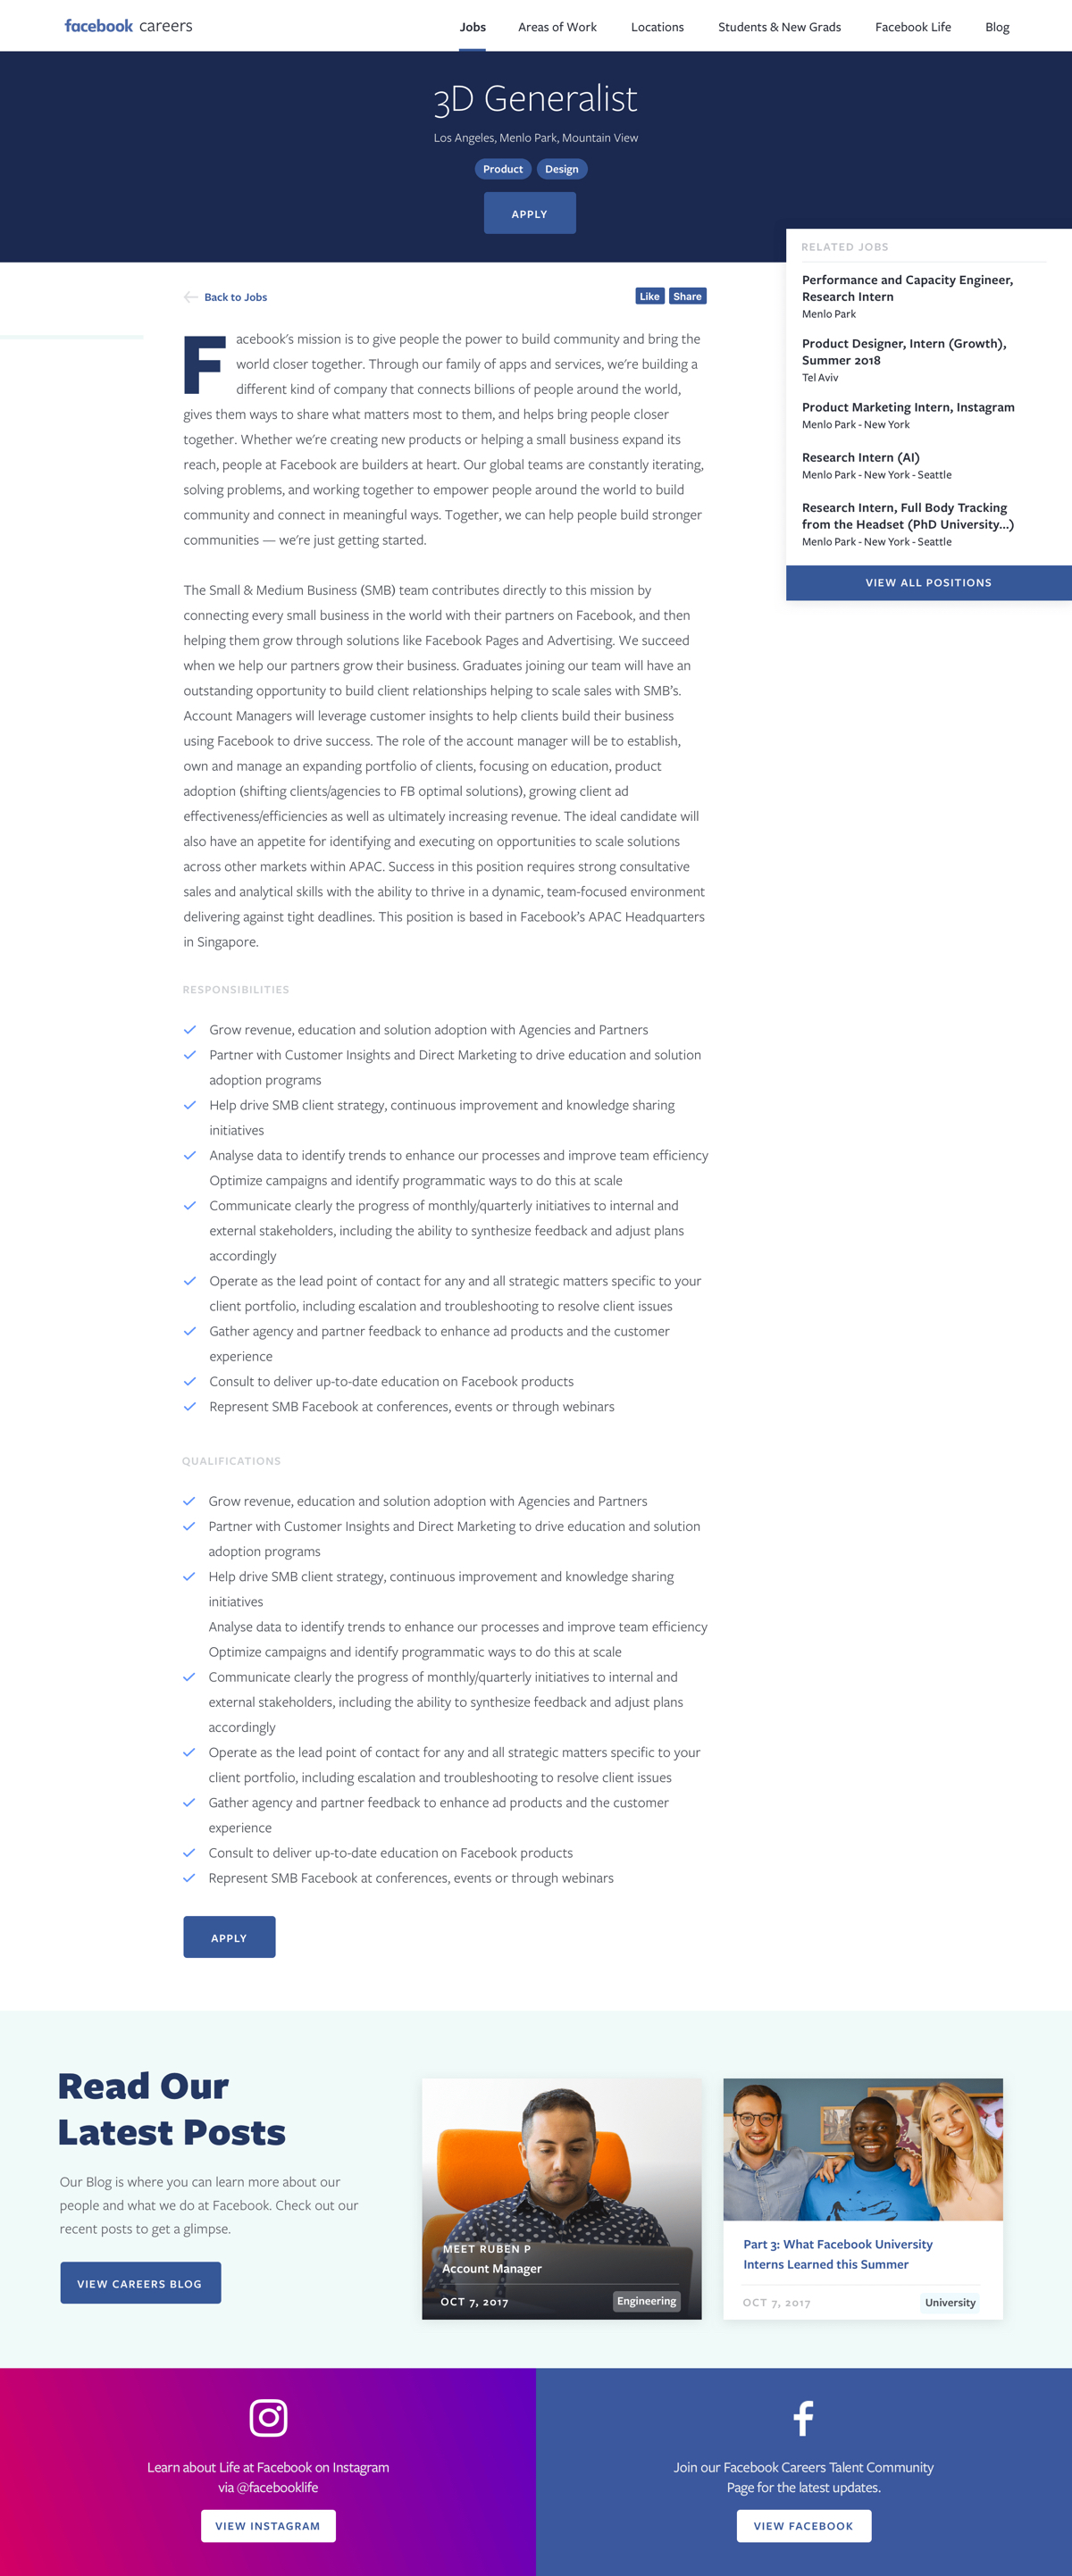 facebook careers
Jobs
Areas of Work
Locations
Students & New Grads
Facebook Life
Blog
3D Generalist
Los Angeles, Menlo Park, Mountain View
Product
Design
APPLY
RELATED JOBS
Performance and Capacity Engineer,
Research Intern
Menlo Park
Product Designer, Intern (Growth),
Summer 2018
Tel Aviv
Product Marketing Intern, Instagram
Menlo Park - New York
Research Intern (AI)
Menlo Park - New York - Seattle
Research Intern, Full Body Tracking
from the Headset (PhD University...)
Menlo Park - New York - Seattle
VIEW ALL POSITIONS
Back to Jobs
Like
Share
Facebook's mission is to give people the power to build community and bring the
world closer together. Through our family of apps and services, we're building a
different kind of company that connects billions of people around the world,
gives them ways to share what matters most to them, and helps bring people closer
together. Whether we're creating new products or helping a small business expand its
reach, people at Facebook are builders at heart. Our global teams are constantly iterating,
solving problems, and working together to empower people around the world to build
community and connect in meaningful ways. Together, we can help people build stronger
communities — we're just getting started.
The Small & Medium Business (SMB) team contributes directly to this mission by
connecting every small business in the world with their partners on Facebook, and then
helping them grow through solutions like Facebook Pages and Advertising. We succeed
when we help our partners grow their business. Graduates joining our team will have an
outstanding opportunity to build client relationships helping to scale sales with SMB's.
Account Managers will leverage customer insights to help clients build their business
using Facebook to drive success. The role of the account manager will be to establish,
own and manage an expanding portfolio of clients, focusing on education, product
adoption (shifting clients/agencies to FB optimal solutions), growing client ad
effectiveness/efficiencies as well as ultimately increasing revenue. The ideal candidate will
also have an appetite for identifying and executing on opportunities to scale solutions
across other markets within APAC. Success in this position requires strong consultative
sales and analytical skills with the ability to thrive in a dynamic, team-focused environment
delivering against tight deadlines. This position is based in Facebook's APAC Headquarters
in Singapore.
RESPONSIBILITIES
Grow revenue, education and solution adoption with Agencies and Partners
Partner with Customer Insights and Direct Marketing to drive education and solution
adoption programs
Help drive SMB client strategy, continuous improvement and knowledge sharing
initiatives
Analyse data to identify trends to enhance our processes and improve team efficiency
Optimize campaigns and identify programmatic ways to do this at scale
Communicate clearly the progress of monthly/quarterly initiatives to internal and
external stakeholders, including the ability to synthesize feedback and adjust plans
accordingly
Operate as the lead point of contact for any and all strategic matters specific to your
client portfolio, including escalation and troubleshooting to resolve client issues
Gather agency and partner feedback to enhance ad products and the customer
experience
Consult to deliver up-to-date education on Facebook products
Represent SMB Facebook at conferences, events or through webinars
QUALIFICATIONS
Grow revenue, education and solution adoption with Agencies and Partners
Partner with Customer Insights and Direct Marketing to drive education and solution
adoption programs
Help drive SMB client strategy, continuous improvement and knowledge sharing
initiatives
Analyse data to identify trends to enhance our processes and improve team efficiency
Optimize campaigns and identify programmatic ways to do this at scale
Communicate clearly the progress of monthly/quarterly initiatives to internal and
external stakeholders, including the ability to synthesize feedback and adjust plans
accordingly
Operate as the lead point of contact for any and all strategic matters specific to your
client portfolio, including escalation and troubleshooting to resolve client issues
Gather agency and partner feedback to enhance ad products and the customer
experience
Consult to deliver up-to-date education on Facebook products
Represent SMB Facebook at conferences, events or through webinars
APPLY
Read Our
Latest Posts
Our Blog is where you can learn more about our
people and what we do at Facebook. Check out our
recent posts to get a glimpse.
VIEW CAREERS BLOG
MEET RUBEN P
Account Manager
OCT 7, 2017
Engineering
Part 3: What Facebook University
Interns Learned this Summer
OCT 7, 2017
University
Learn about Life at Facebook on Instagram
via @facebooklife
VIEW INSTAGRAM
Join our Facebook Careers Talent Community
Page for the latest updates.
VIEW FACEBOOK